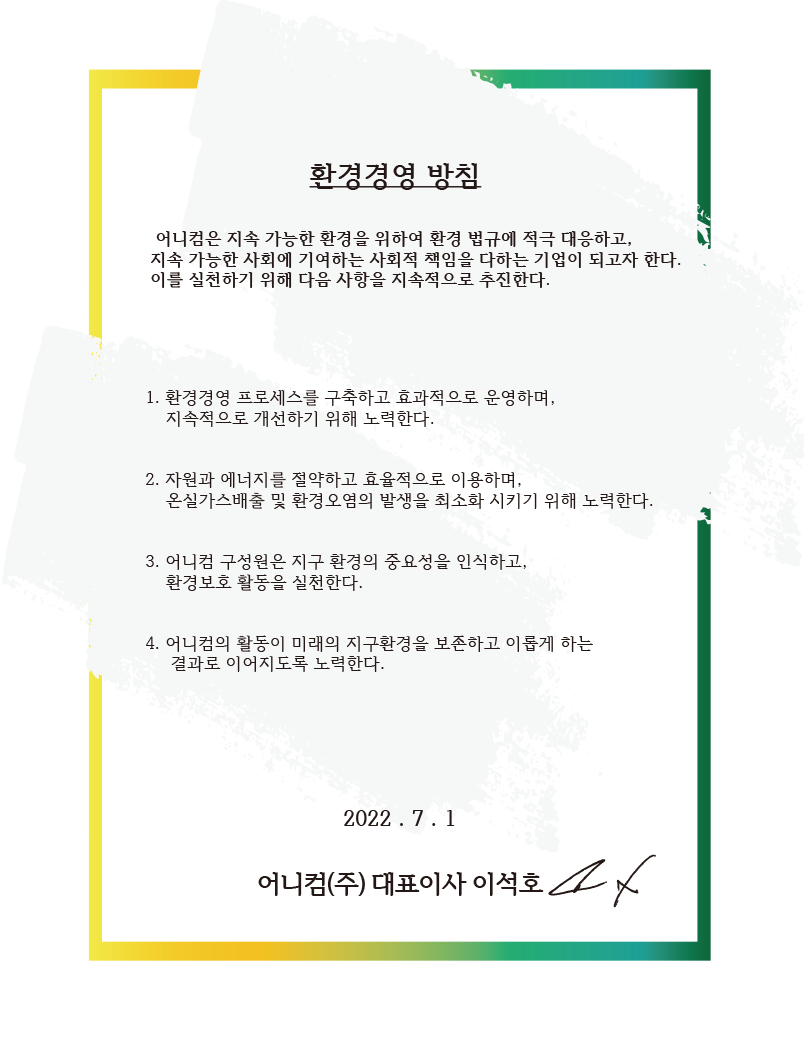 환경경영 방침
어니컴은 지속 가능한 환경을 위하여 환경 법규에 적극 대응하고,
지속 가능한 사회에 기여하는 사회적 책임을 다하는 기업이 되고자 한다.
이를 실천하기 위해 다음 사항을 지속적으로 추진한다.
1. 환경경영 프로세스를 구축하고 효과적으로 운영하며,
지속적으로 개선하기 위해 노력한다.
2. 자원과 에너지를 절약하고 효율적으로 이용하며,
온실가스배출 및 환경오염의 발생을 최소화 시키기 위해 노력한다.
3. 어니컴 구성원은 지구 환경의 중요성을 인식하고,
환경보호 활동을 실천한다.
4. 어니컴의 활동이 미래의 지구환경을 보존하고 이롭게 하는
결과로 이어지도록 노력한다.
2022 . 7 . 1
어니컴(주) 대표이사 이석호